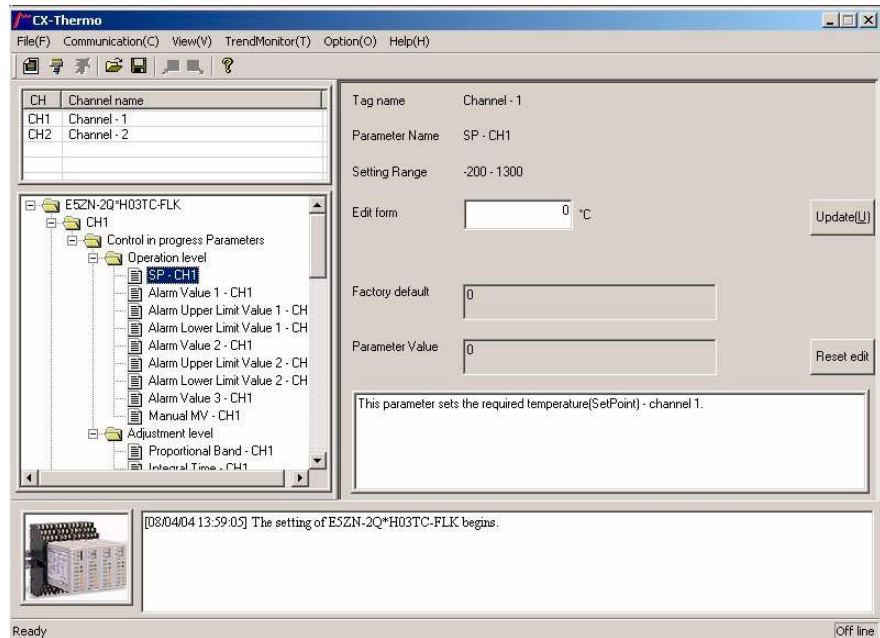 CX-Thermo
File(F) Communication(C) View(V) TrendMonitor(T) Option(O) Help(H)
CH Channel name
CH1 Channel - 1
CH2 Channel - 2
E5ZN-2Q*H03TC-FLK
CH1
Control in progress Parameters
Operation level
SP - CH1
Alarm Value 1 - CH1
Alarm Upper Limit Value 1 - CH
Alarm Lower Limit Value 1 - CH
Alarm Value 2 - CH1
Alarm Upper Limit Value 2 - CH
Alarm Lower Limit Value 2 - CH
Alarm Value 3 - CH1
Manual MV - CH1
Adjustment level
Proportional Band - CH1
Integral Time - CH1
Tag name Channel - 1
Parameter Name SP - CH1
Setting Range -200 - 1300
Edit form 0 °C Update(U)
Factory default 0
Parameter Value 0 Reset edit
This parameter sets the required temperature(SetPoint) - channel 1.
[08/04/04 13:59:05] The setting of E5ZN-2Q*H03TC-FLK begins.
Ready Off line